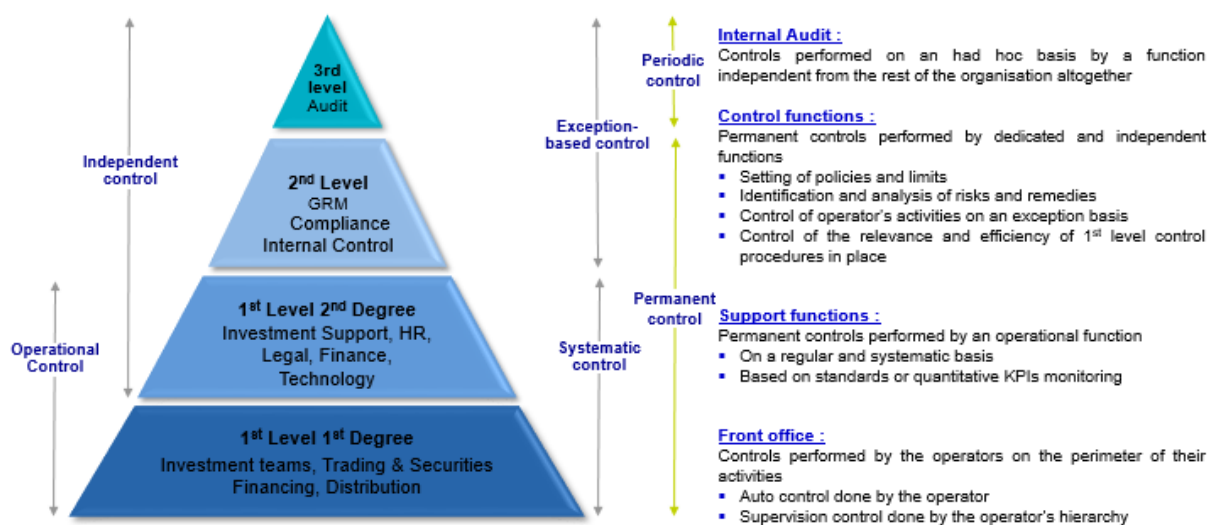 3rd
level
Audit
2nd Level
GRM
Compliance
Internal Control
1st Level 2nd Degree
Investment Support, HR,
Legal, Finance,
Technology
1st Level 1st Degree
Investment teams, Trading & Securities
Financing, Distribution
Independent
control
Operational
Control
Exception-
based control
Systematic
control
Periodic
control
Permanent
control
Internal Audit :
Controls performed on an had hoc basis by a function
independent from the rest of the organisation altogether
Control functions :
Permanent controls performed by dedicated and independent
functions
▪ Setting of policies and limits
▪ Identification and analysis of risks and remedies
▪ Control of operator's activities on an exception basis
▪ Control of the relevance and efficiency of 1st level control
procedures in place
Support functions :
Permanent controls performed by an operational function
▪ On a regular and systematic basis
▪ Based on standards or quantitative KPIs monitoring
Front office :
Controls performed by the operators on the perimeter of their
activities
▪ Auto control done by the operator
▪ Supervision control done by the operator's hierarchy